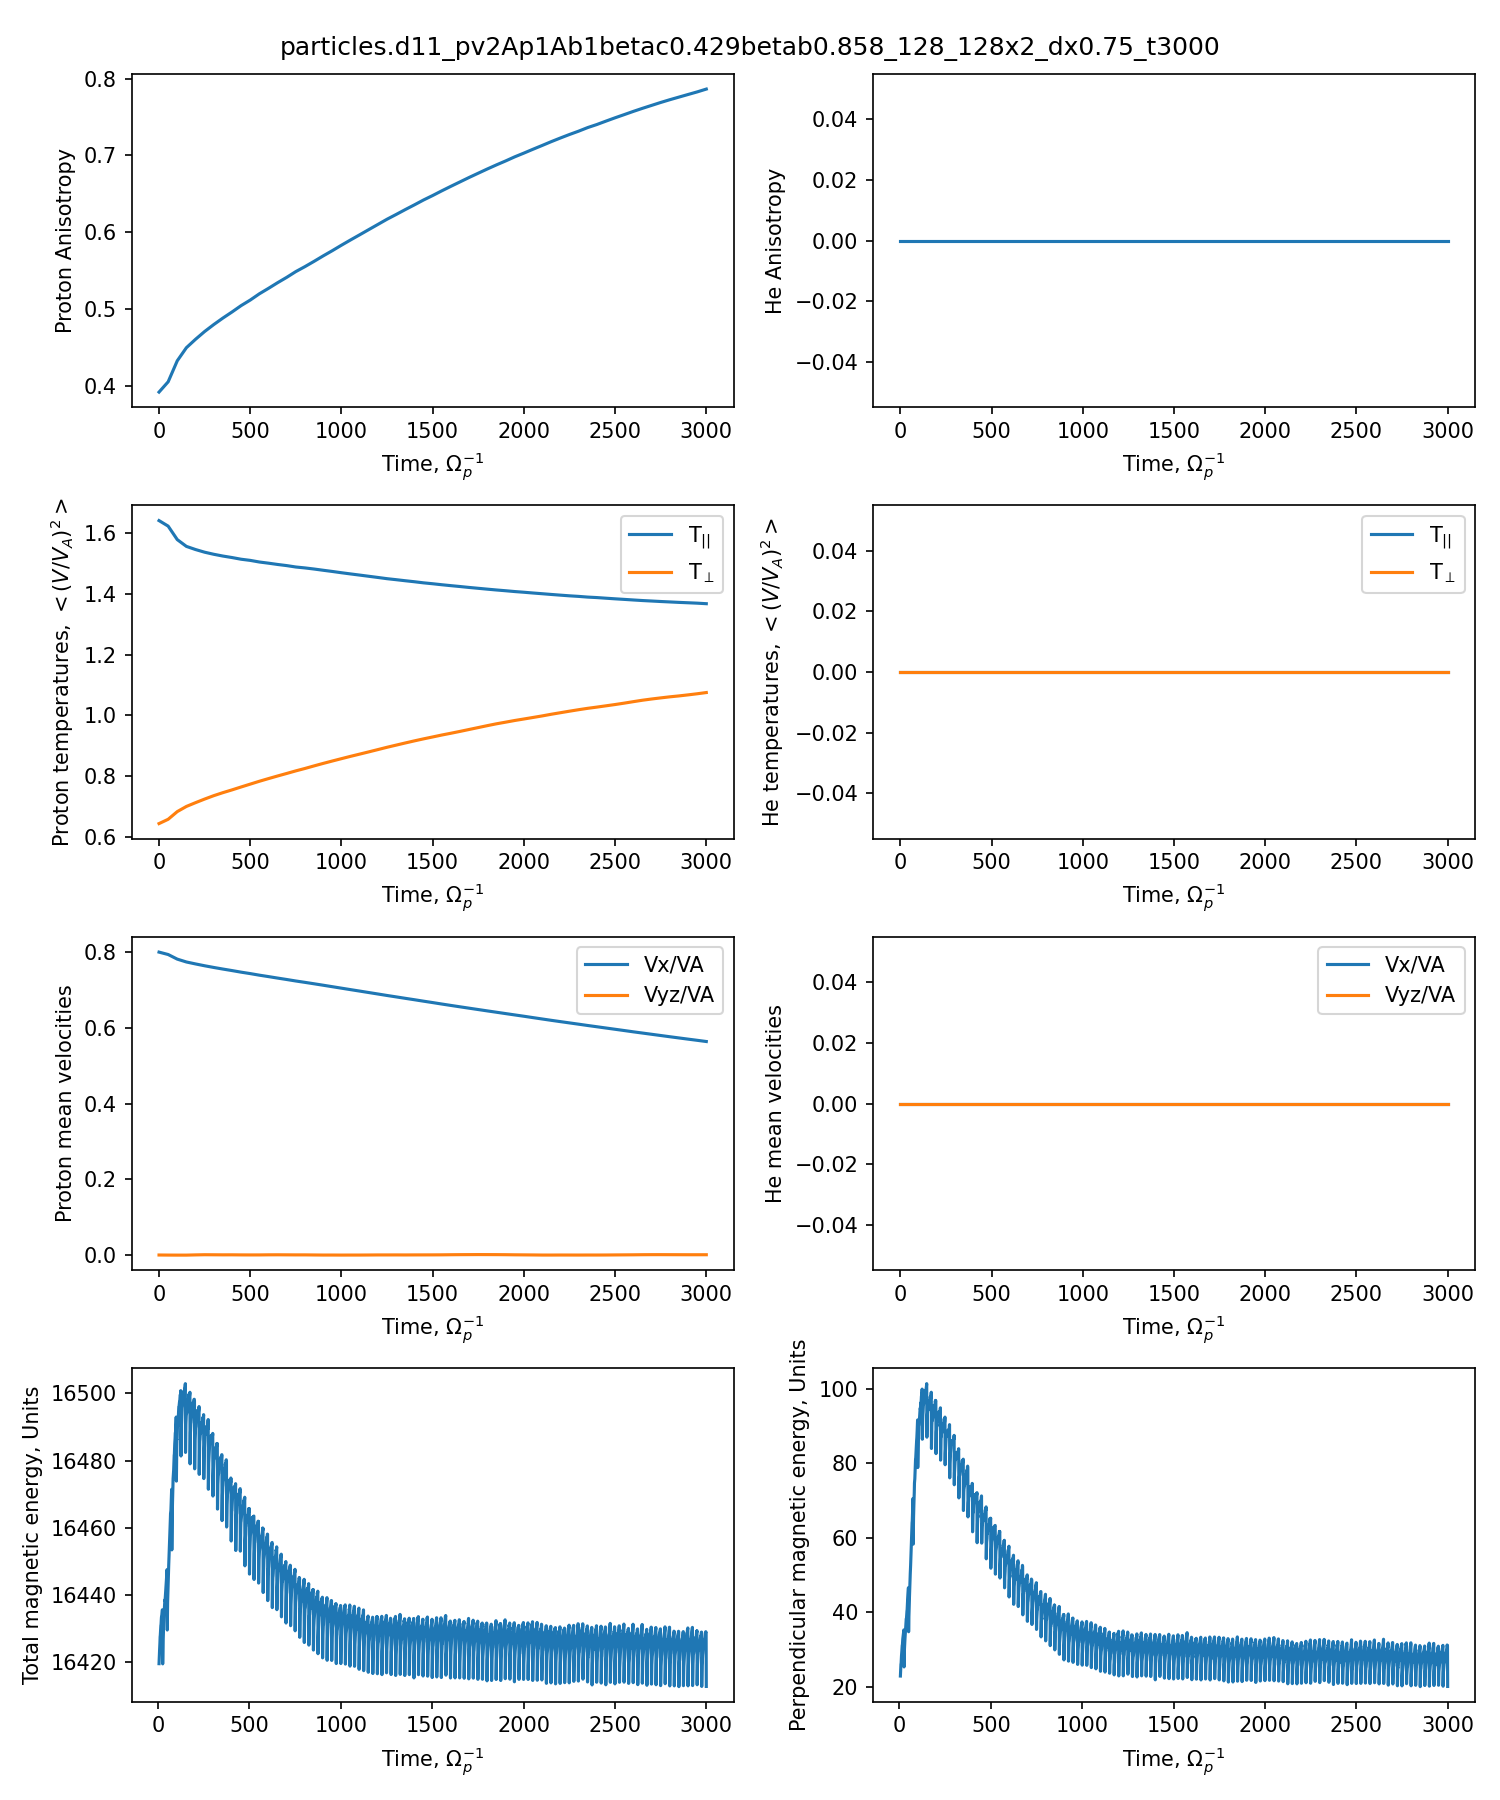 particles.d11_pv2Ap1Ab1betac0.429betab0.858_128_128x2_dx0.75_t3000
Proton Anisotropy
0.8
0.7
0.6
0.5
0.4
0 500 1000 1500 2000 2500 3000
Time, Ω_p^{-1}
He Anisotropy
0.04
0.02
0.00
−0.02
−0.04
0 500 1000 1500 2000 2500 3000
Time, Ω_p^{-1}
Proton temperatures, < (V/V_A)^2 >
1.6
1.4
1.2
1.0
0.8
0.6
T_{||}
T_⊥
0 500 1000 1500 2000 2500 3000
Time, Ω_p^{-1}
He temperatures, < (V/V_A)^2 >
0.04
0.02
0.00
−0.02
−0.04
T_{||}
T_⊥
0 500 1000 1500 2000 2500 3000
Time, Ω_p^{-1}
Proton mean velocities
0.8
0.6
0.4
0.2
0.0
Vx/VA
Vyz/VA
0 500 1000 1500 2000 2500 3000
Time, Ω_p^{-1}
He mean velocities
0.04
0.02
0.00
−0.02
−0.04
Vx/VA
Vyz/VA
0 500 1000 1500 2000 2500 3000
Time, Ω_p^{-1}
Total magnetic energy, Units
16500
16480
16460
16440
16420
0 500 1000 1500 2000 2500 3000
Time, Ω_p^{-1}
Perpendicular magnetic energy, Units
100
80
60
40
20
0 500 1000 1500 2000 2500 3000
Time, Ω_p^{-1}